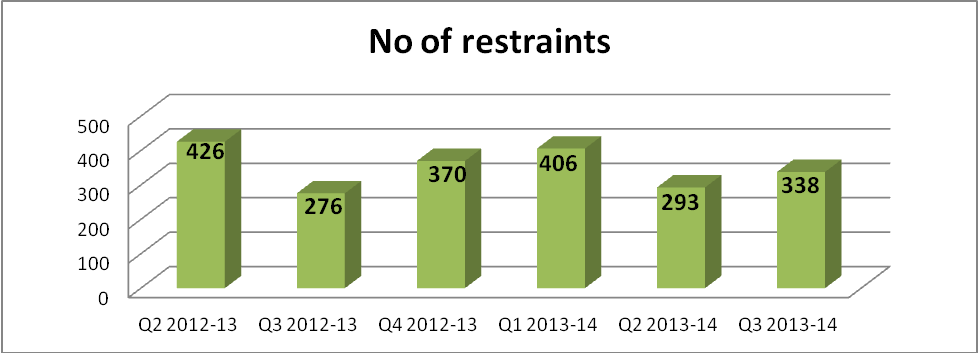 No of restraints
500
400
300
200
100
0
426
276
370
406
293
338
Q2 2012-13
Q3 2012-13
Q4 2012-13
Q1 2013-14
Q2 2013-14
Q3 2013-14